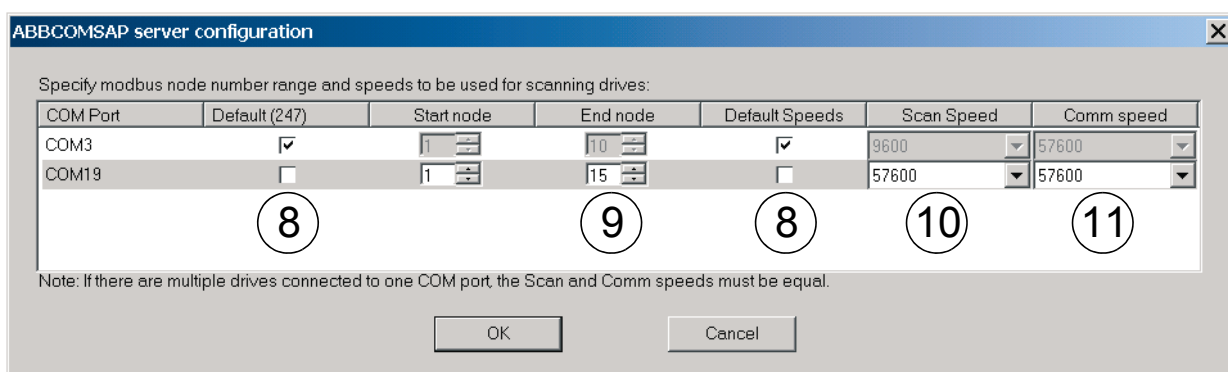 ABBCOMSAP server configuration
Specify modbus node number range and speeds to be used for scanning drives:
COM Port Default (247) Start node End node Default Speeds Scan Speed Comm speed
COM3 1 10 9600 57600
COM19 1 15 57600 57600
8 9 8 10 11
Note: If there are multiple drives connected to one COM port, the Scan and Comm speeds must be equal.
OK Cancel